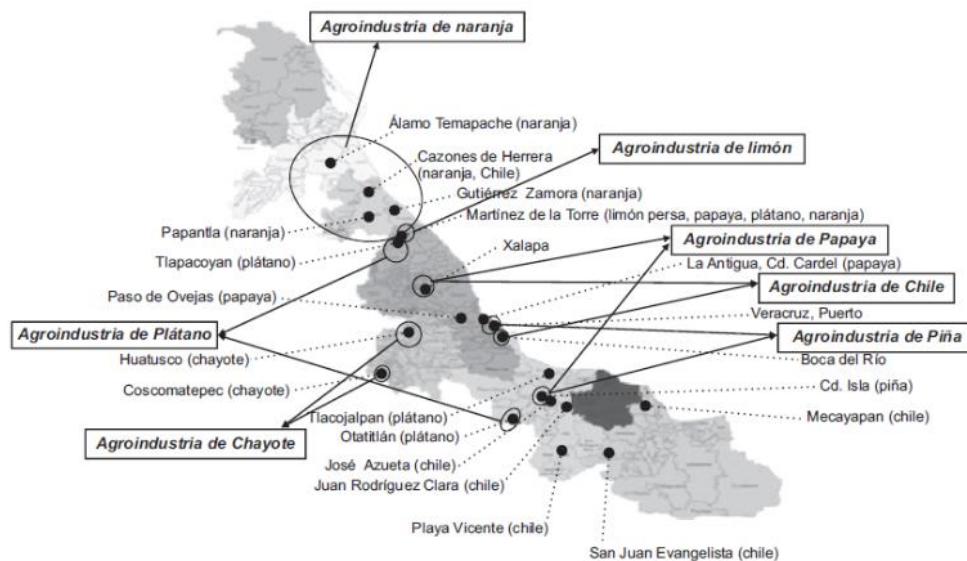 Agroindustria de naranja
Álamo Temapache (naranja)
Agroindustria de limón
Cazones de Herrera
(naranja, Chile)
Gutiérrez Zamora (naranja)
Martínez de la Torre (limón persa, papaya, plátano, naranja)
Papantla (naranja)
Agroindustria de Papaya
Xalapa
Tlapacoyan (plátano)
La Antigua, Cd. Cardel (papaya)
Agroindustria de Chile
Paso de Ovejas (papaya)
Veracruz, Puerto
Agroindustria de Plátano
Agroindustria de Piña
Huatusco (chayote)
Boca del Río
Coscomatepec (chayote)
Cd. Isla (piña)
Tlacojalpan (plátano)
Mecayapan (chile)
Otatitlán (plátano)
Agroindustria de Chayote
José Azueta (chile)
Juan Rodríguez Clara (chile)
Playa Vicente (chile)
San Juan Evangelista (chile)